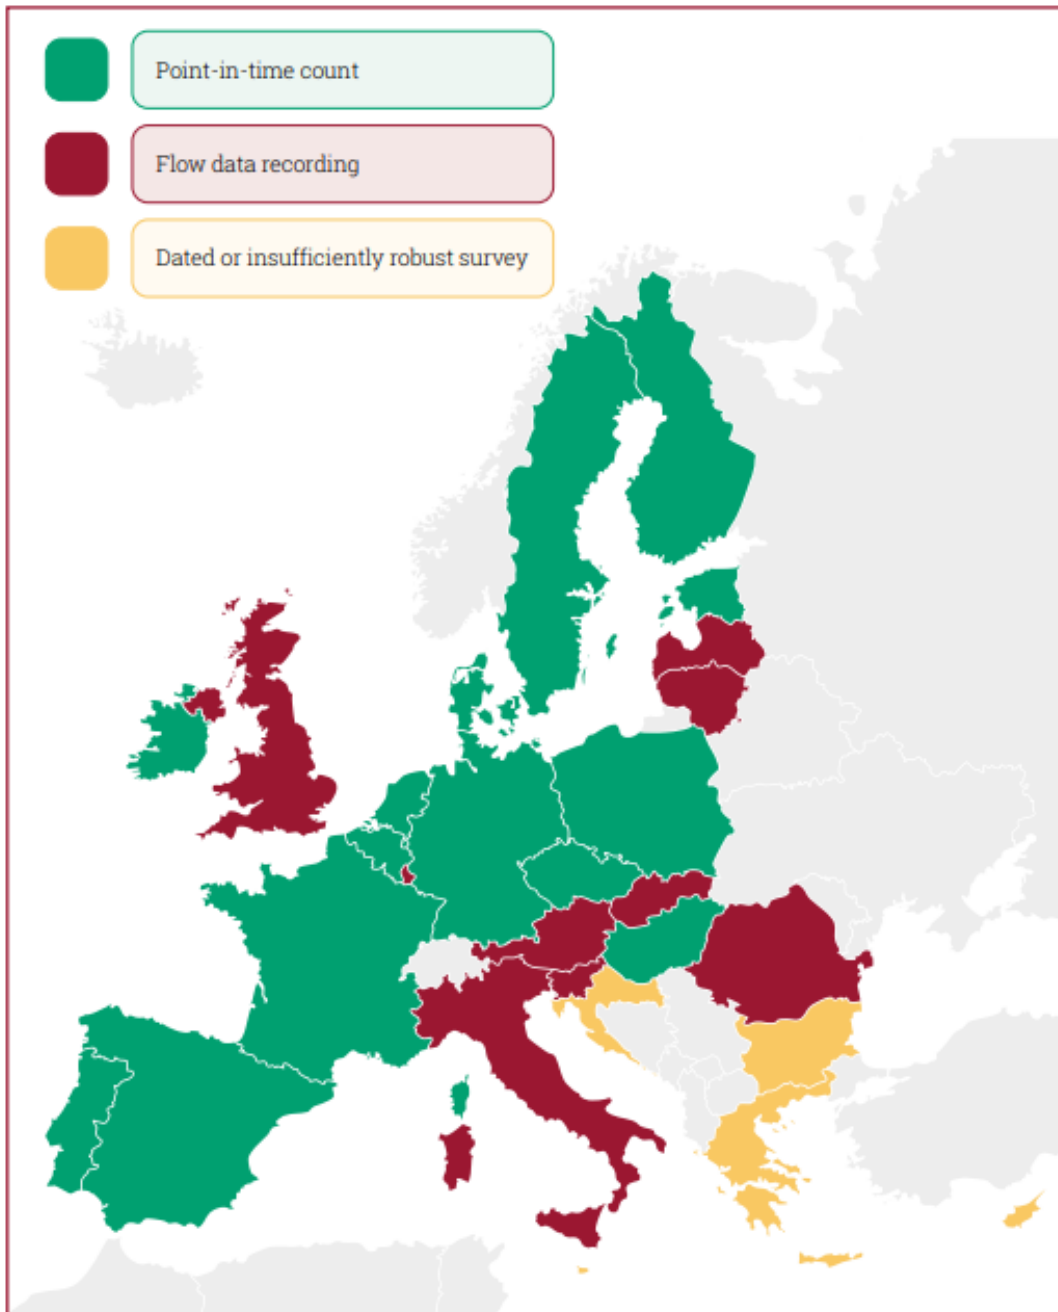 Point-in-time count
Flow data recording
Dated or insufficiently robust survey